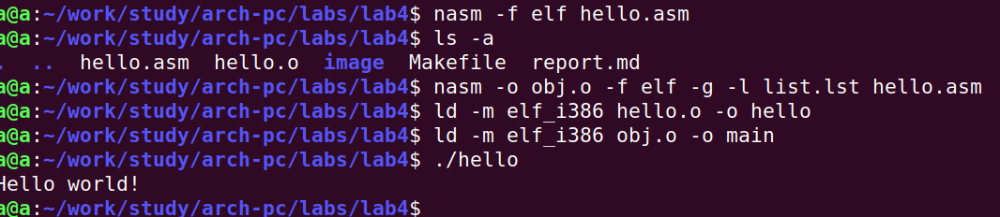 a@a:~/work/study/arch-pc/labs/lab4$ nasm -f elf hello.asm
a@a:~/work/study/arch-pc/labs/lab4$ ls -a
. .. hello.asm hello.o image Makefile report.md
a@a:~/work/study/arch-pc/labs/lab4$ nasm -o obj.o -f elf -g -l list.lst hello.asm
a@a:~/work/study/arch-pc/labs/lab4$ ld -m elf_i386 hello.o -o hello
a@a:~/work/study/arch-pc/labs/lab4$ ld -m elf_i386 obj.o -o main
a@a:~/work/study/arch-pc/labs/lab4$ ./hello
Hello world!
a@a:~/work/study/arch-pc/labs/lab4$